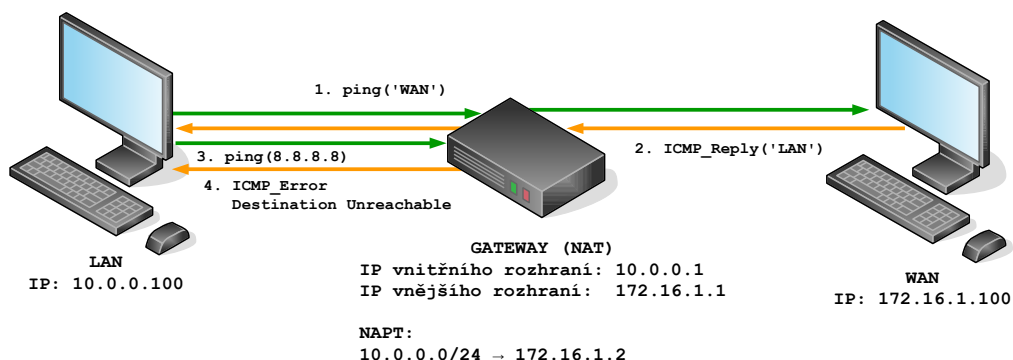 1. ping('WAN')
2. ICMP_Reply('LAN')
3. ping(8.8.8.8)
4. ICMP_Error
Destination Unreachable
GATEWAY (NAT)
LAN
IP vnitřního rozhraní: 10.0.0.1
WAN
IP: 10.0.0.100
IP vnějšího rozhraní: 172.16.1.1
IP: 172.16.1.100
NAPT:
10.0.0.0/24 → 172.16.1.2